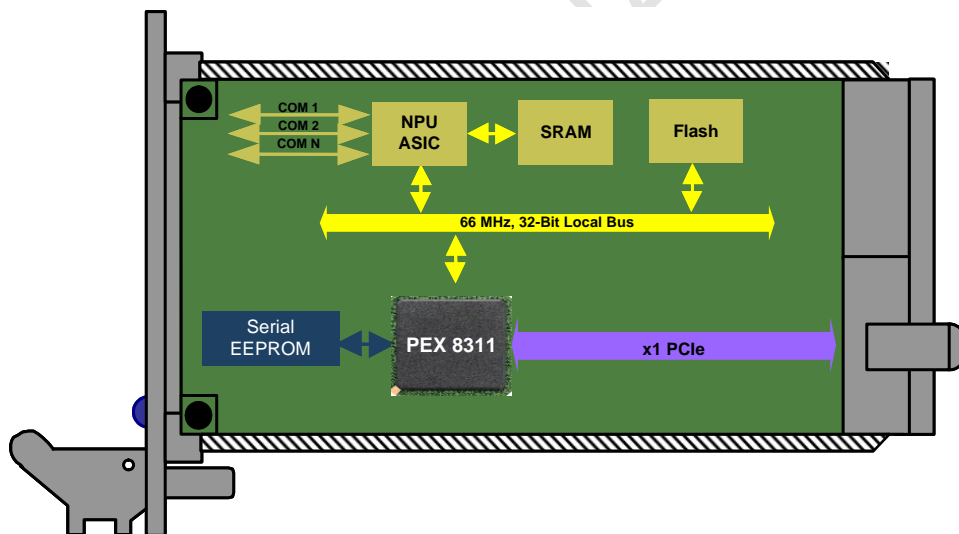 COM 1
COM 2
COM N
NPU
ASIC
SRAM
Flash
66 MHz, 32-Bit Local Bus
Serial
EEPROM
PEX 8311
x1 PCIe